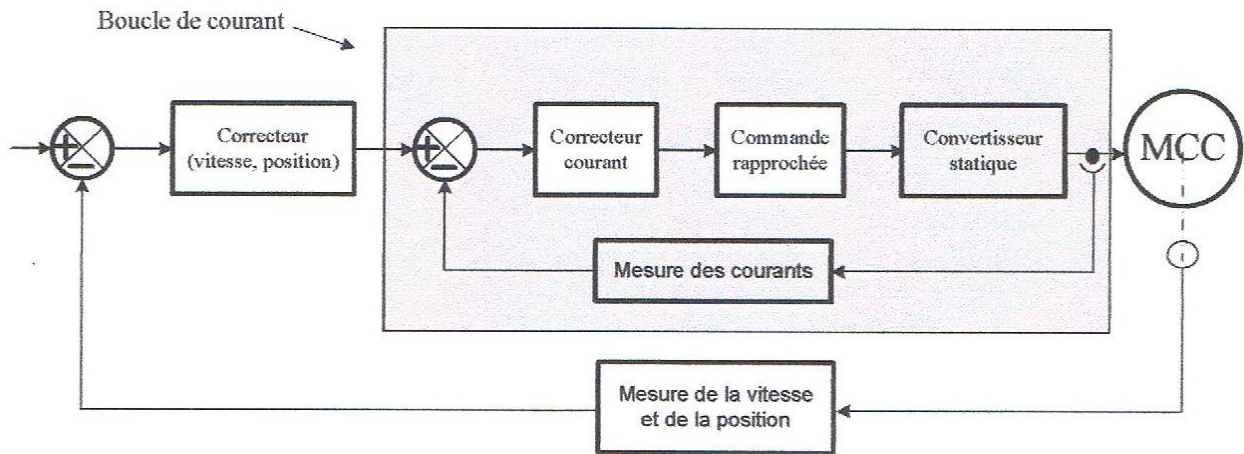 Boucle de courant
Correcteur
(vitesse, position)
Correcteur
courant
Commande
rapprochée
Convertisseur
statique
MCC
Mesure des courants
Mesure de la vitesse
et de la position